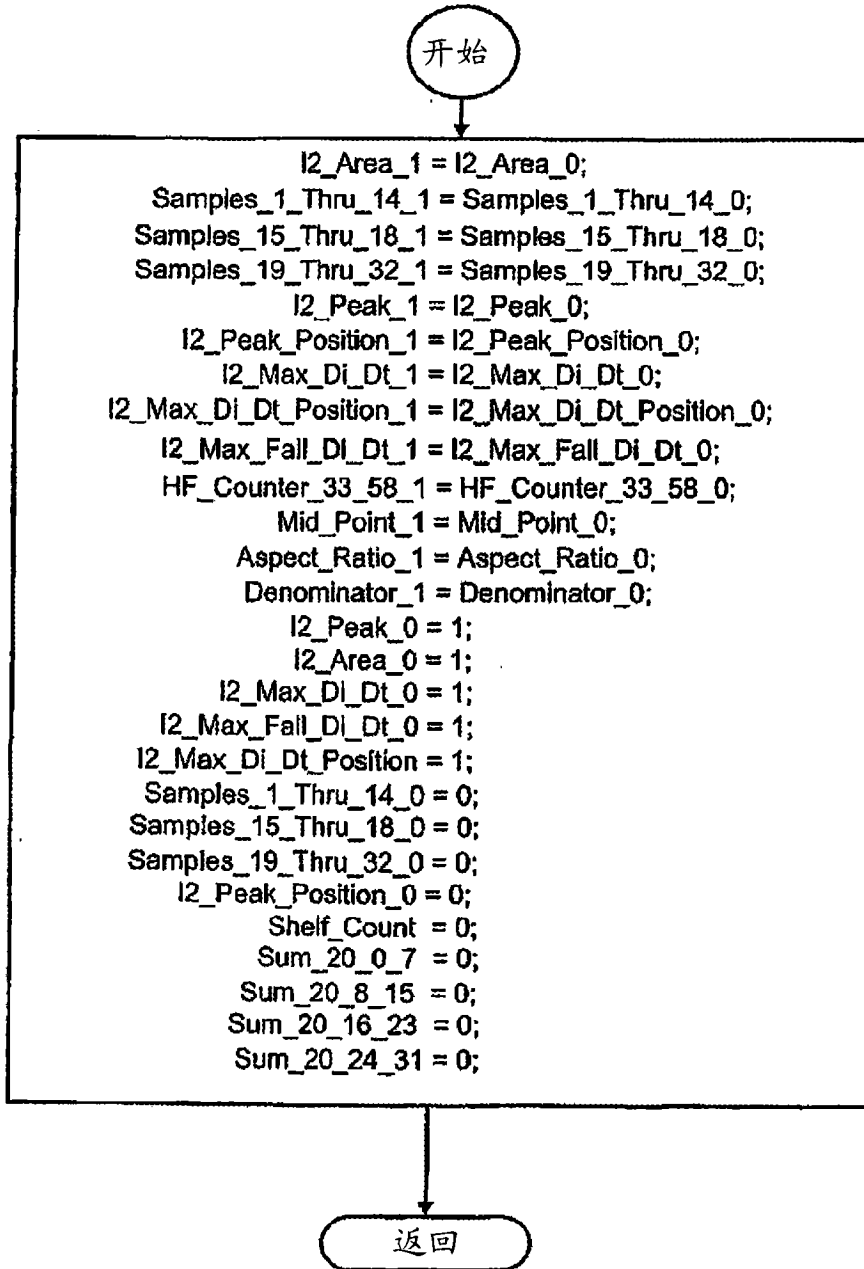 开始
I2_Area_1 = I2_Area_0;
Samples_1_Thru_14_1 = Samples_1_Thru_14_0;
Samples_15_Thru_18_1 = Samples_15_Thru_18_0;
Samples_19_Thru_32_1 = Samples_19_Thru_32_0;
I2_Peak_1 = I2_Peak_0;
I2_Peak_Position_1 = I2_Peak_Position_0;
I2_Max_Di_Dt_1 = I2_Max_Di_Dt_0;
I2_Max_Di_Dt_Position_1 = I2_Max_Di_Dt_Position_0;
I2_Max_Fall_Di_Dt_1 = I2_Max_Fall_Di_Dt_0;
HF_Counter_33_58_1 = HF_Counter_33_58_0;
Mid_Point_1 = Mid_Point_0;
Aspect_Ratio_1 = Aspect_Ratio_0;
Denominator_1 = Denominator_0;
I2_Peak_0 = 1;
I2_Area_0 = 1;
I2_Max_Di_Dt_0 = 1;
I2_Max_Fall_Di_Dt_0 = 1;
I2_Max_Di_Dt_Position = 1;
Samples_1_Thru_14_0 = 0;
Samples_15_Thru_18_0 = 0;
Samples_19_Thru_32_0 = 0;
I2_Peak_Position_0 = 0;
Shelf_Count = 0;
Sum_20_0_7 = 0;
Sum_20_8_15 = 0;
Sum_20_16_23 = 0;
Sum_20_24_31 = 0;
返回